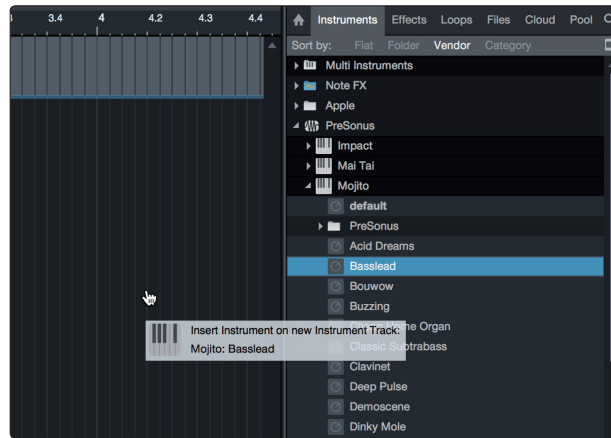 3.4 4 4.2 4.3 4.4
Instruments Effects Loops Files Cloud Pool
Sort by: Flat Folder Vendor Category
Multi Instruments
Note FX
Apple
PreSonus
Impact
Mai Tai
Mojito
default
PreSonus
Acid Dreams
Basslead
Bouwow
Buzzing
Insert Instrument on new Instrument Track:
Home Organ
Mojito: Basslead
Classic Subtrabass
Clavinet
Deep Pulse
Demoscene
Dinky Mole